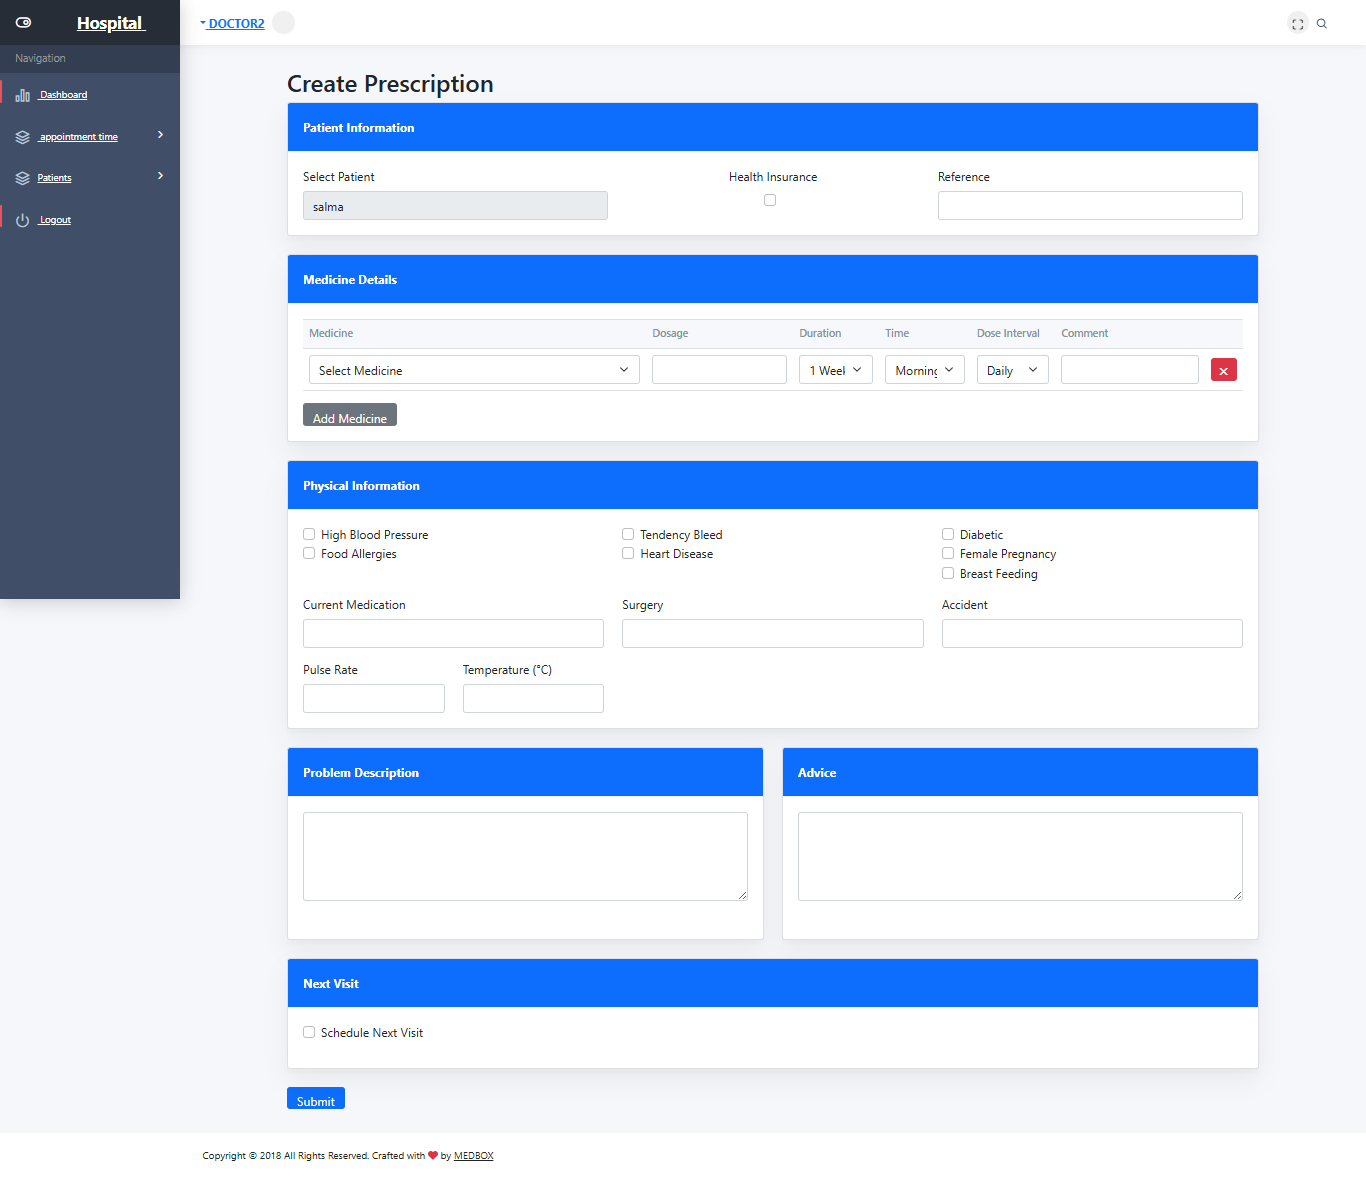 Hospital
DOCTOR2
Navigation
Dashboard
appointment time
Patients
Logout
Create Prescription
Patient Information
Select Patient
Health Insurance
Reference
salma
Medicine Details
Medicine Dosage Duration Time Dose Interval Comment
Select Medicine 1 Week Morning Daily x
Add Medicine
Physical Information
High Blood Pressure Tendency Bleed Diabetic
Food Allergies Heart Disease Female Pregnancy
Breast Feeding
Current Medication Surgery Accident
Pulse Rate Temperature (°C)
Problem Description Advice
Next Visit
Schedule Next Visit
Submit
Copyright © 2018 All Rights Reserved. Crafted with ❤ by MEDBOX